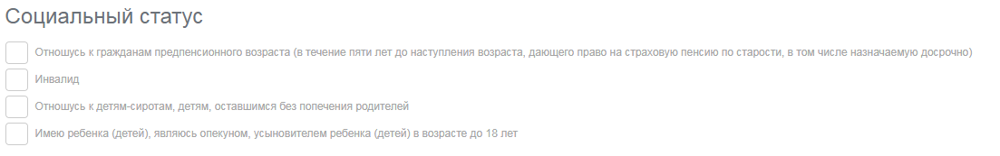 Социальный статус
Отношусь к гражданам предпенсионного возраста (в течение пяти лет до наступления возраста, дающего право на страховую пенсию по старости, в том числе назначаемую досрочно)
Инвалид
Отношусь к детям-сиротам, детям, оставшимся без попечения родителей
Имею ребенка (детей), являюсь опекуном, усыновителем ребенка (детей) в возрасте до 18 лет